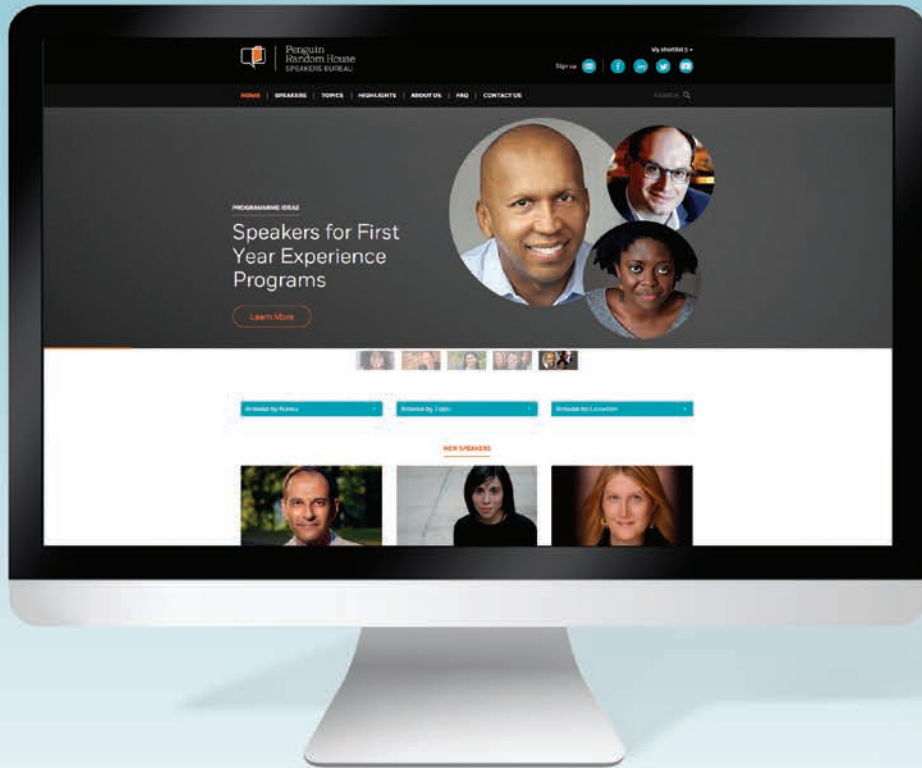 Penguin
Random House
SPEAKERS BUREAU
My shortlist
Sign up
HOME | SPEAKERS | TOPICS | HIGHLIGHTS | ABOUT US | FAQ | CONTACT US
SEARCH
PROGRAMMING IDEAS
Speakers for First
Year Experience
Programs
Learn More
Browse by Name
Browse by Topic
Browse by Location
NEW SPEAKERS